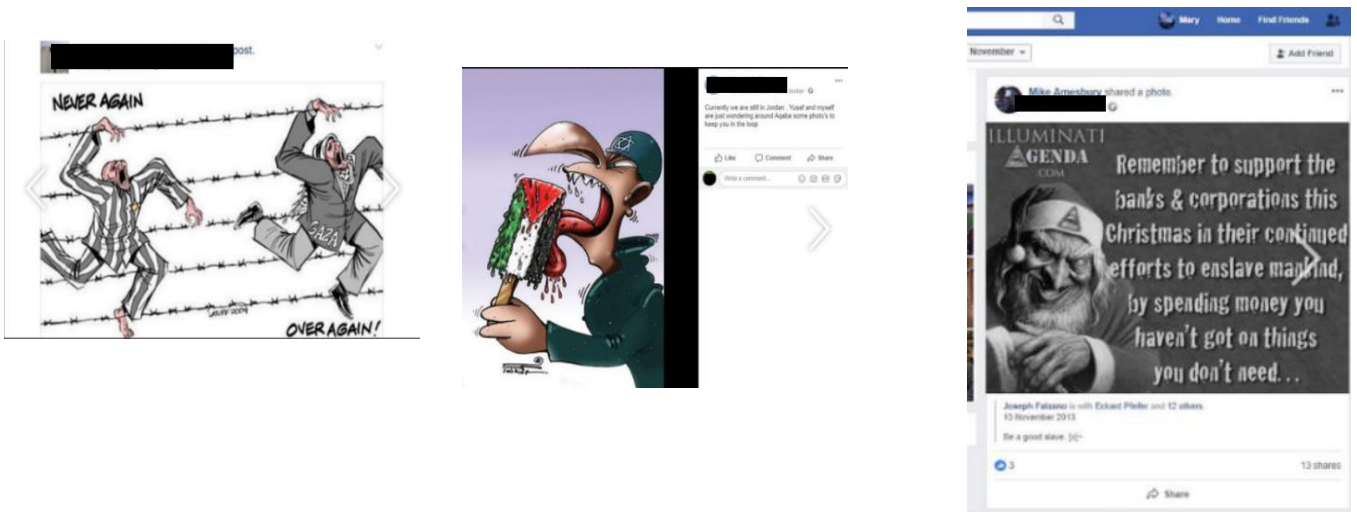 post.
NEVER AGAIN
GAZA
LATUFF 2009
OVER AGAIN!
Currently we are still in Jordan . Yusef and myself
are just wondering around Aqaba some photo's to
keep you in the loop
Like Comment Share
Write a comment...
Mary Home Find Friends
November
Add Friend
Mike Amesbury shared a photo.
ILLUMINATI
AGENDA
.COM
Remember to support the
banks & corporations this
Christmas in their continued
efforts to enslave mankind,
by spending money you
haven't got on things
you don't need...
Joseph Falzano is with Eckard Pfeifer and 12 others.
13 November 2013
Be a good slave.
3 13 shares
Share